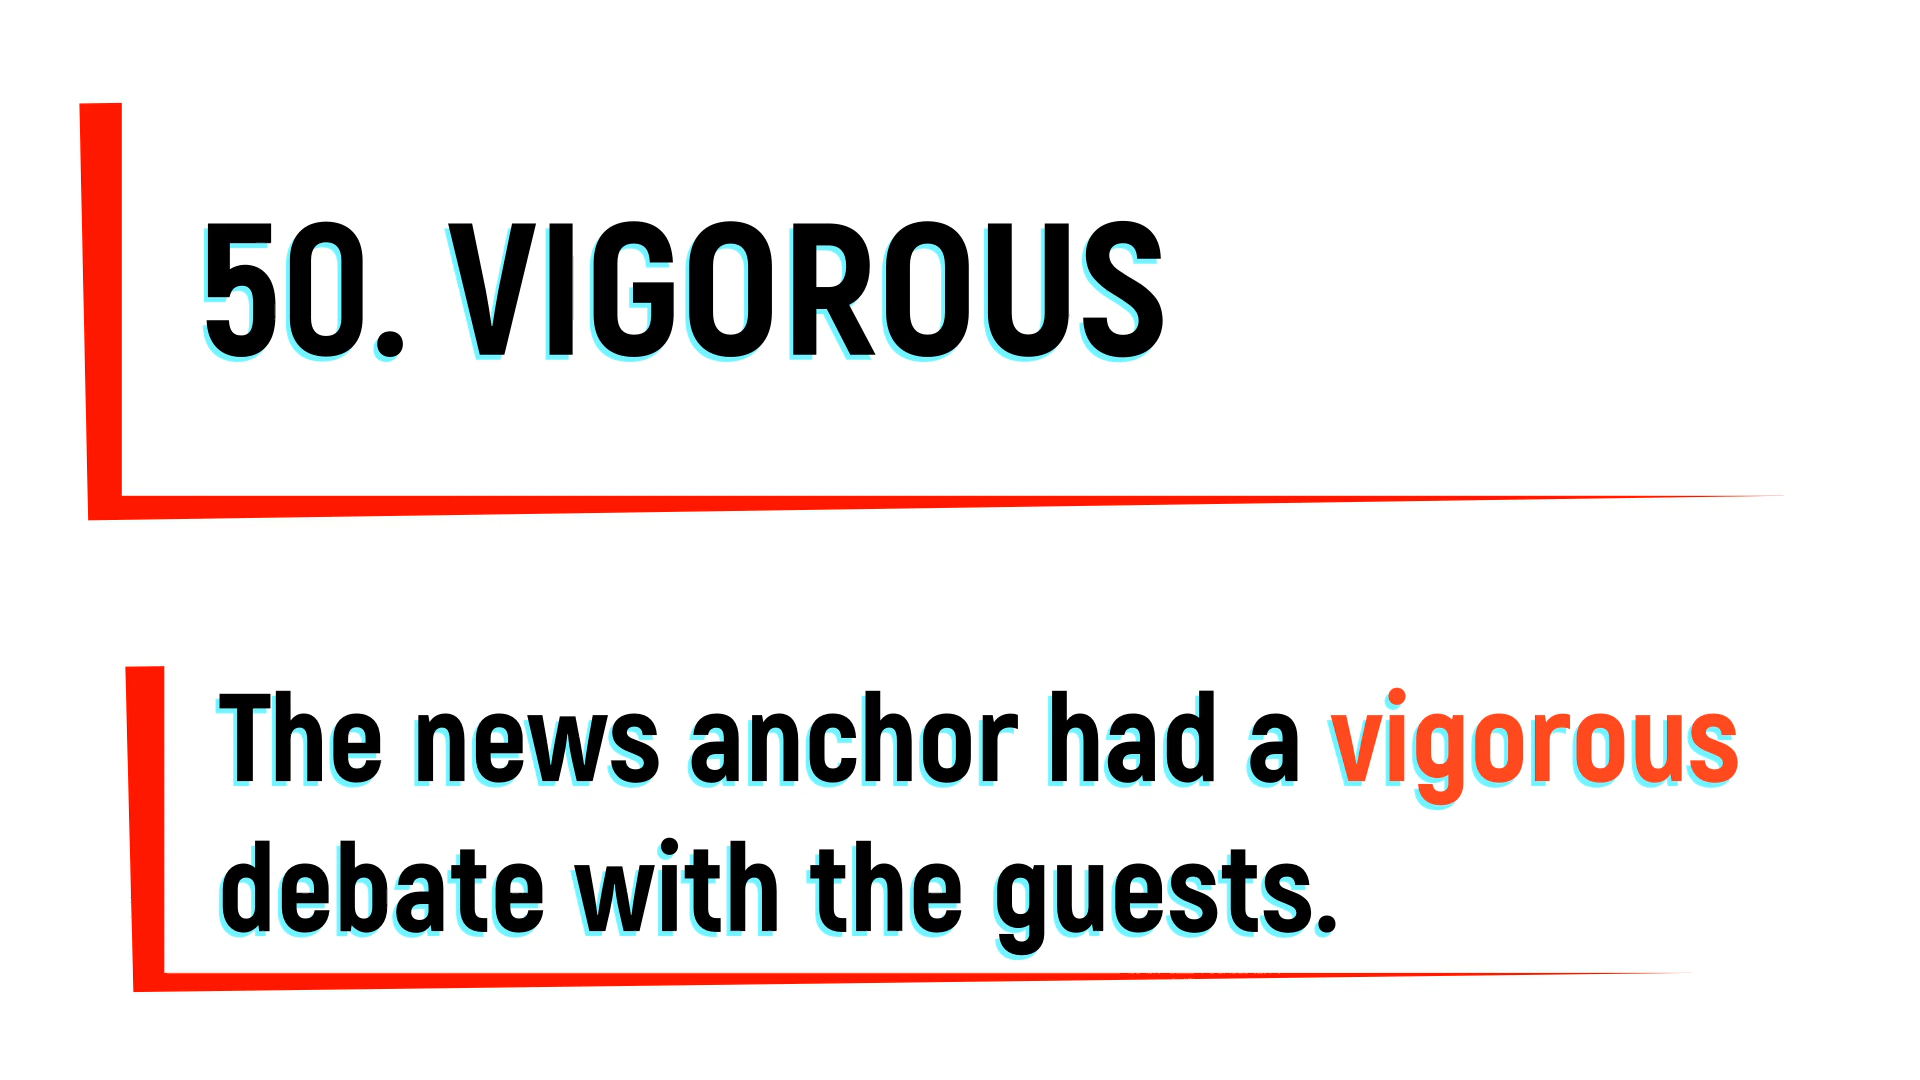 50. VIGOROUS
The news anchor had a vigorous
debate with the guests.